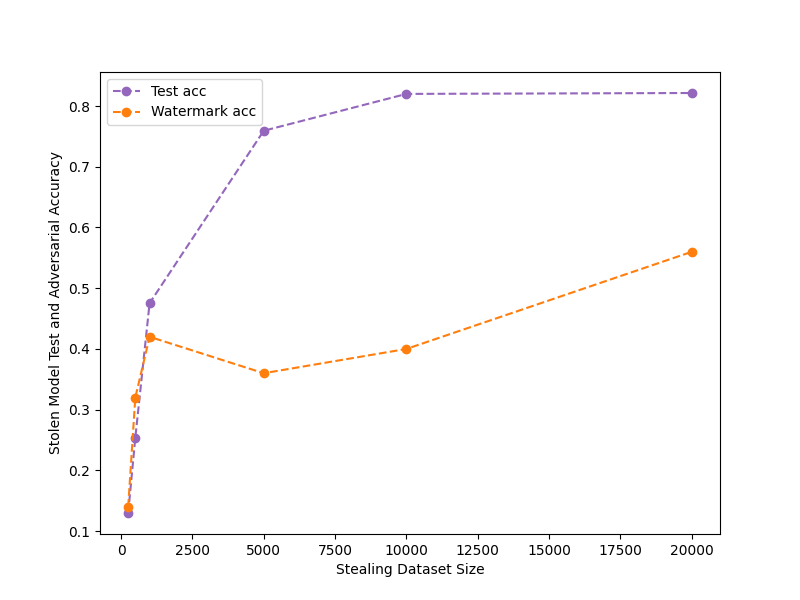 Test acc
Watermark acc
Stolen Model Test and Adversarial Accuracy
0.8
0.7
0.6
0.5
0.4
0.3
0.2
0.1
0 2500 5000 7500 10000 12500 15000 17500 20000
Stealing Dataset Size